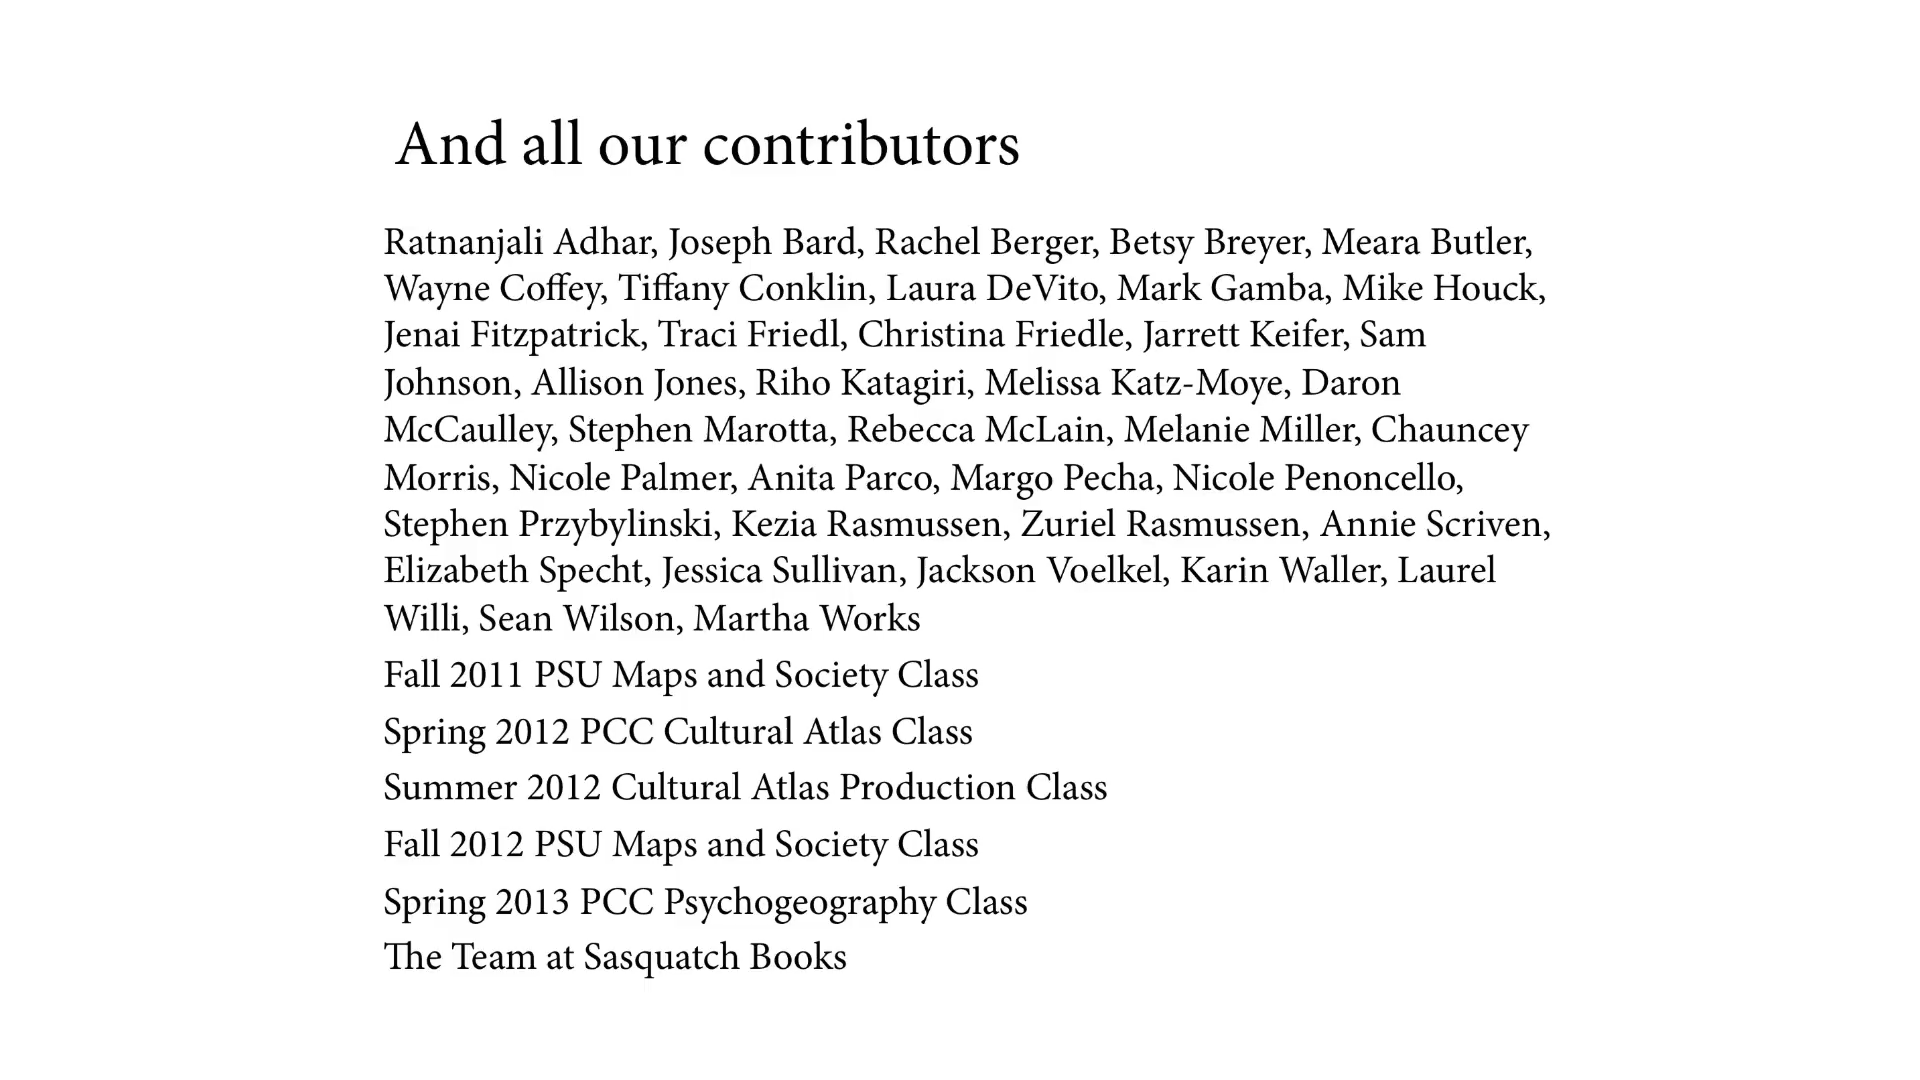 And all our contributors
Ratnanjali Adhar, Joseph Bard, Rachel Berger, Betsy Breyer, Meara Butler,
Wayne Coffey, Tiffany Conklin, Laura DeVito, Mark Gamba, Mike Houck,
Jenai Fitzpatrick, Traci Friedl, Christina Friedle, Jarrett Keifer, Sam
Johnson, Allison Jones, Riho Katagiri, Melissa Katz-Moye, Daron
McCaulley, Stephen Marotta, Rebecca McLain, Melanie Miller, Chauncey
Morris, Nicole Palmer, Anita Parco, Margo Pecha, Nicole Penoncello,
Stephen Przybylinski, Kezia Rasmussen, Zuriel Rasmussen, Annie Scriven,
Elizabeth Specht, Jessica Sullivan, Jackson Voelkel, Karin Waller, Laurel
Willi, Sean Wilson, Martha Works
Fall 2011 PSU Maps and Society Class
Spring 2012 PCC Cultural Atlas Class
Summer 2012 Cultural Atlas Production Class
Fall 2012 PSU Maps and Society Class
Spring 2013 PCC Psychogeography Class
The Team at Sasquatch Books